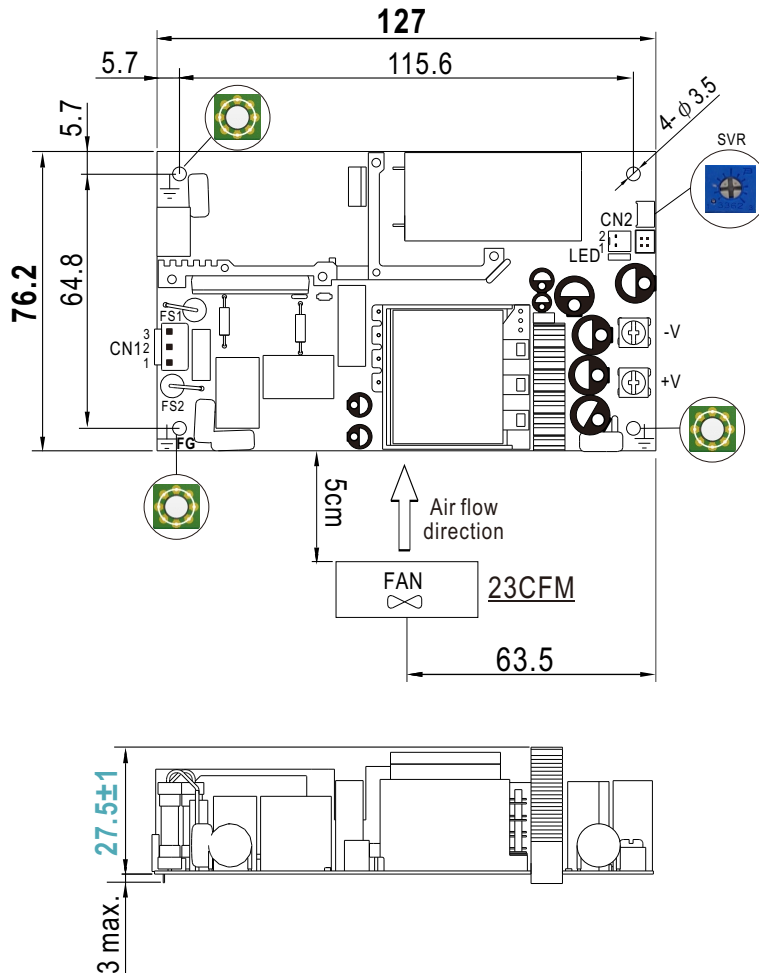 127
5.7
115.6
5.7
4- ϕ 3.5
SVR
76.2
64.8
CN2
2
1
LED
FS1
3
CN1 2
1
-V
+V
FS2
FG
5cm
Air flow
direction
FAN
23CFM
63.5
27.5±1
3 max.